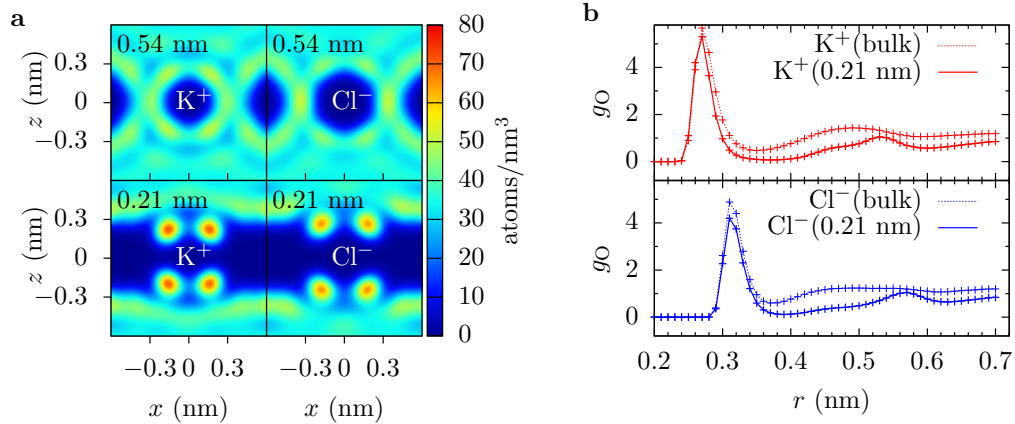 a
0.54 nm
0.54 nm
K⁺
Cl⁻
0.21 nm
0.21 nm
K⁺
Cl⁻
z (nm)
0.3
0
−0.3
z (nm)
0.3
0
−0.3
−0.3 0 0.3
−0.3 0 0.3
x (nm)
x (nm)
80
70
60
50
40
30
20
10
0
atoms/nm³
b
K⁺(bulk)
K⁺(0.21 nm)
g_O
4
2
0
Cl⁻(bulk)
Cl⁻(0.21 nm)
g_O
4
2
0
0.2 0.3 0.4 0.5 0.6 0.7
r (nm)